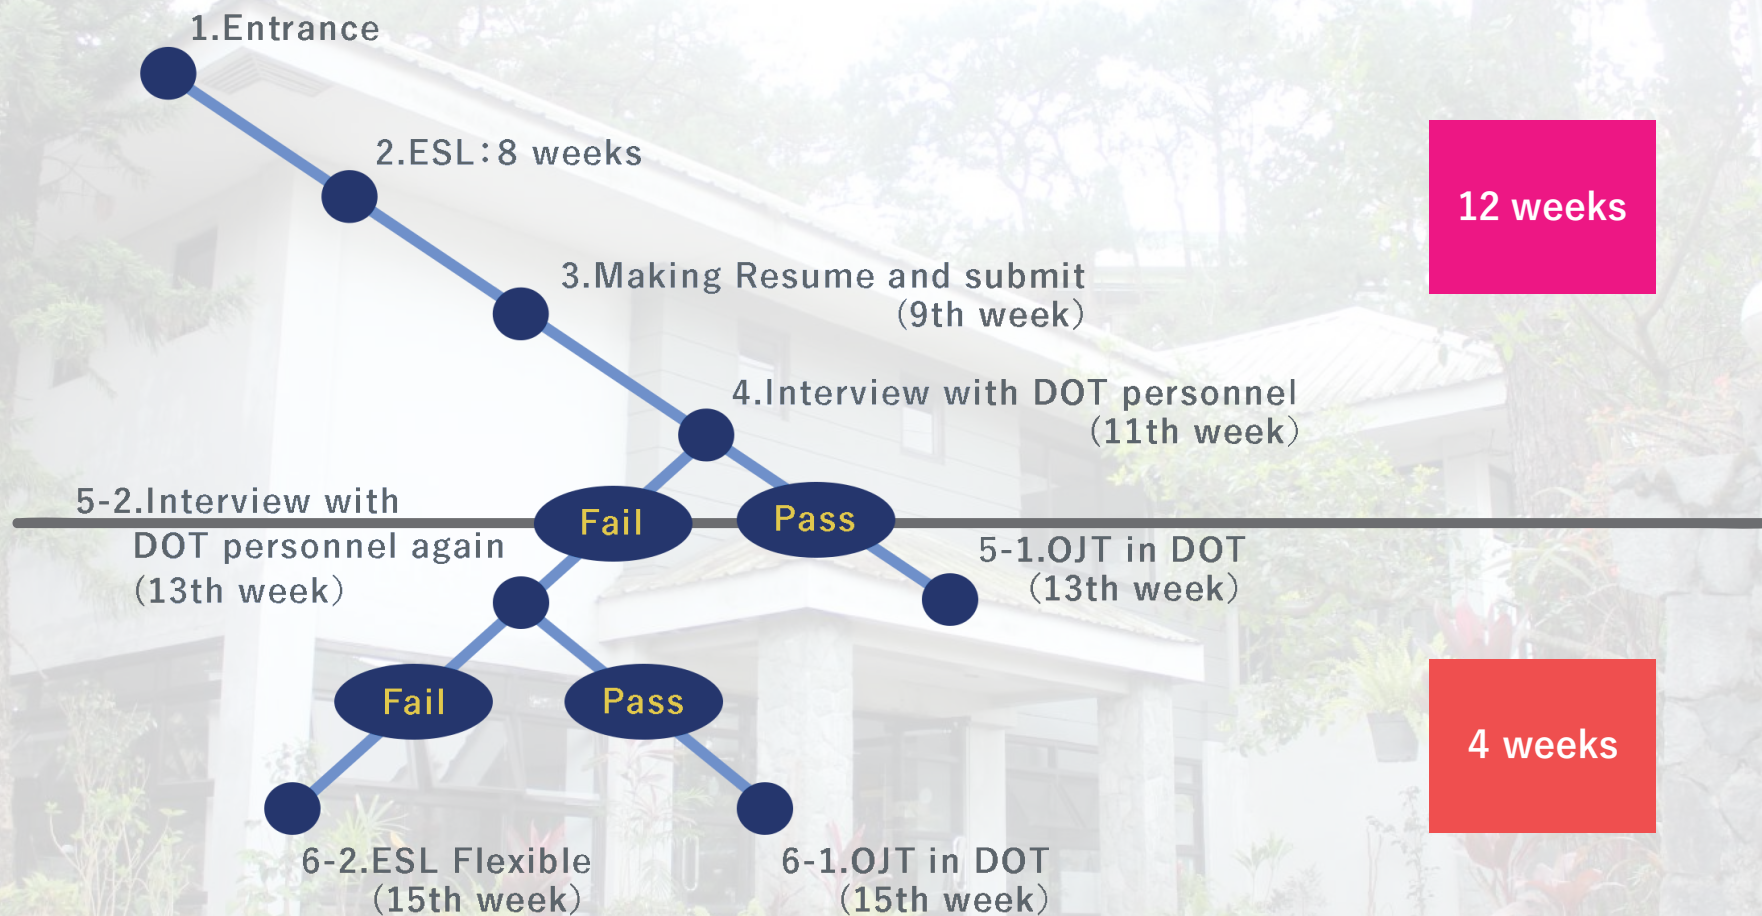 1.Entrance
2.ESL：8 weeks
12 weeks
3.Making Resume and submit
（9th week）
4.Interview with DOT personnel
（11th week）
5-2.Interview with
DOT personnel again
（13th week）
Fail
Pass
5-1.OJT in DOT
（13th week）
Fail
Pass
4 weeks
6-2.ESL Flexible
（15th week）
6-1.OJT in DOT
（15th week）